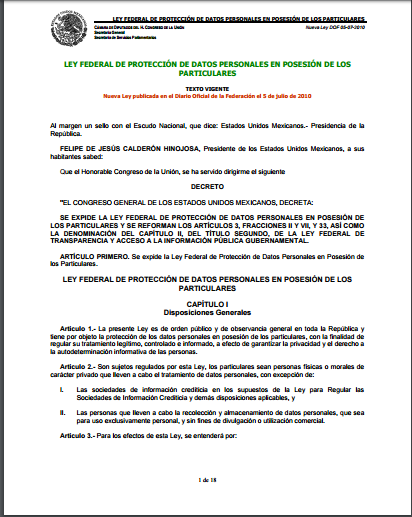 LEY FEDERAL DE PROTECCIÓN DE DATOS PERSONALES EN POSESIÓN DE LOS PARTICULARES
CÁMARA DE DIPUTADOS DEL H. CONGRESO DE LA UNIÓN
Nueva Ley DOF 05-07-2010
Secretaría General
Secretaría de Servicios Parlamentarios
LEY FEDERAL DE PROTECCIÓN DE DATOS PERSONALES EN POSESIÓN DE LOS
PARTICULARES
TEXTO VIGENTE
Nueva Ley publicada en el Diario Oficial de la Federación el 5 de julio de 2010
Al margen un sello con el Escudo Nacional, que dice: Estados Unidos Mexicanos.- Presidencia de la
República.
FELIPE DE JESÚS CALDERÓN HINOJOSA, Presidente de los Estados Unidos Mexicanos, a sus
habitantes sabed:
Que el Honorable Congreso de la Unión, se ha servido dirigirme el siguiente
DECRETO
"EL CONGRESO GENERAL DE LOS ESTADOS UNIDOS MEXICANOS, DECRETA:
SE EXPIDE LA LEY FEDERAL DE PROTECCIÓN DE DATOS PERSONALES EN POSESIÓN DE
LOS PARTICULARES Y SE REFORMAN LOS ARTÍCULOS 3, FRACCIONES II Y VII, Y 33, ASÍ COMO
LA DENOMINACIÓN DEL CAPÍTULO II, DEL TÍTULO SEGUNDO, DE LA LEY FEDERAL DE
TRANSPARENCIA Y ACCESO A LA INFORMACIÓN PÚBLICA GUBERNAMENTAL.
ARTÍCULO PRIMERO. Se expide la Ley Federal de Protección de Datos Personales en Posesión de
los Particulares.
LEY FEDERAL DE PROTECCIÓN DE DATOS PERSONALES EN POSESIÓN DE LOS
PARTICULARES
CAPÍTULO I
Disposiciones Generales
Artículo 1.- La presente Ley es de orden público y de observancia general en toda la República y
tiene por objeto la protección de los datos personales en posesión de los particulares, con la finalidad de
regular su tratamiento legítimo, controlado e informado, a efecto de garantizar la privacidad y el derecho a
la autodeterminación informativa de las personas.
Artículo 2.- Son sujetos regulados por esta Ley, los particulares sean personas físicas o morales de
carácter privado que lleven a cabo el tratamiento de datos personales, con excepción de:
I. Las sociedades de información crediticia en los supuestos de la Ley para Regular las
Sociedades de Información Crediticia y demás disposiciones aplicables, y
II. Las personas que lleven a cabo la recolección y almacenamiento de datos personales, que sea
para uso exclusivamente personal, y sin fines de divulgación o utilización comercial.
Artículo 3.- Para los efectos de esta Ley, se entenderá por:
1 de 18